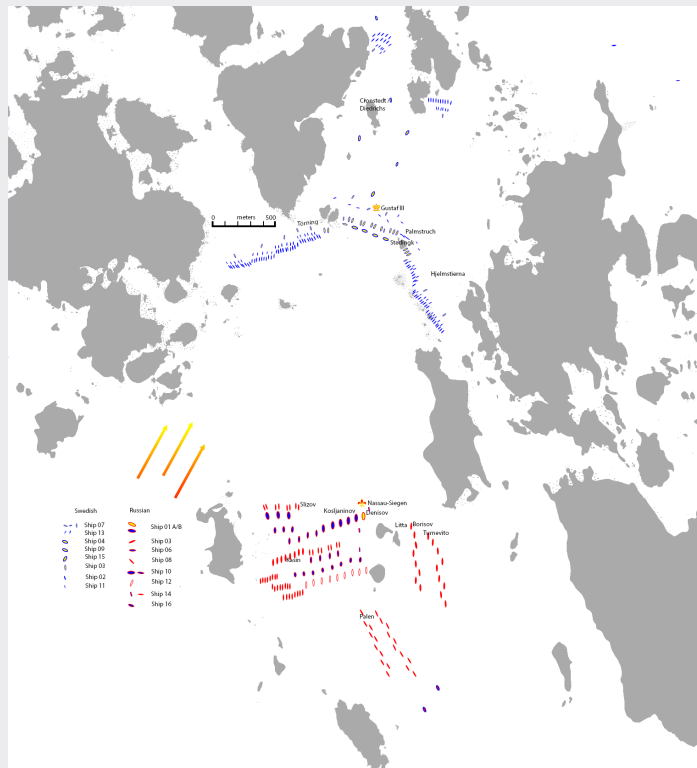 Cronstedt /
Diedrichs
Gustaf III
0 meters 500
Törning
Palmstruch
Stedingk
Hjelmstierna
Slizov
Nassau-Siegen
Kosljaninov
Denisov
Litta
Borisov
Turnevito
Palen
Swedish
Ship 07
Ship 13
Ship 04
Ship 09
Ship 15
Ship 03
Ship 02
Ship 11
Russian
Ship 01 A/B
Ship 03
Ship 06
Ship 08
Ship 10
Ship 12
Ship 14
Ship 16